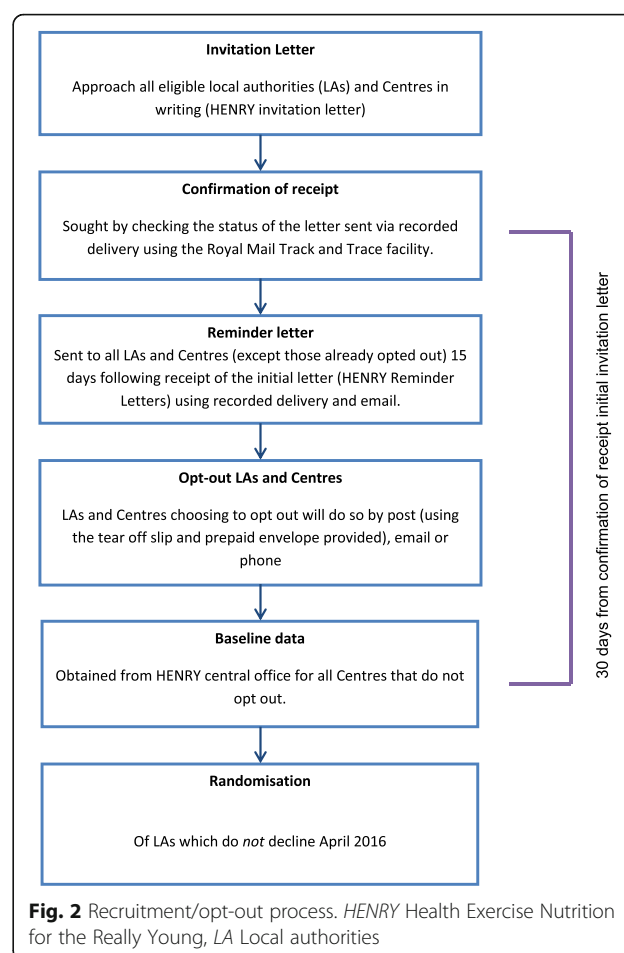 Invitation Letter
Approach all eligible local authorities (LAs) and Centres in
writing (HENRY invitation letter)
Confirmation of receipt
Sought by checking the status of the letter sent via recorded
delivery using the Royal Mail Track and Trace facility.
Reminder letter
Sent to all LAs and Centres (except those already opted out) 15
days following receipt of the initial letter (HENRY Reminder
Letters) using recorded delivery and email.
Opt-out LAs and Centres
LAs and Centres choosing to opt out will do so by post (using
the tear off slip and prepaid envelope provided), email or
phone
Baseline data
Obtained from HENRY central office for all Centres that do not
opt out.
Randomisation
Of LAs which do not decline April 2016
30 days from confirmation of receipt initial invitation letter
Fig. 2 Recruitment/opt-out process. HENRY Health Exercise Nutrition
for the Really Young, LA Local authorities